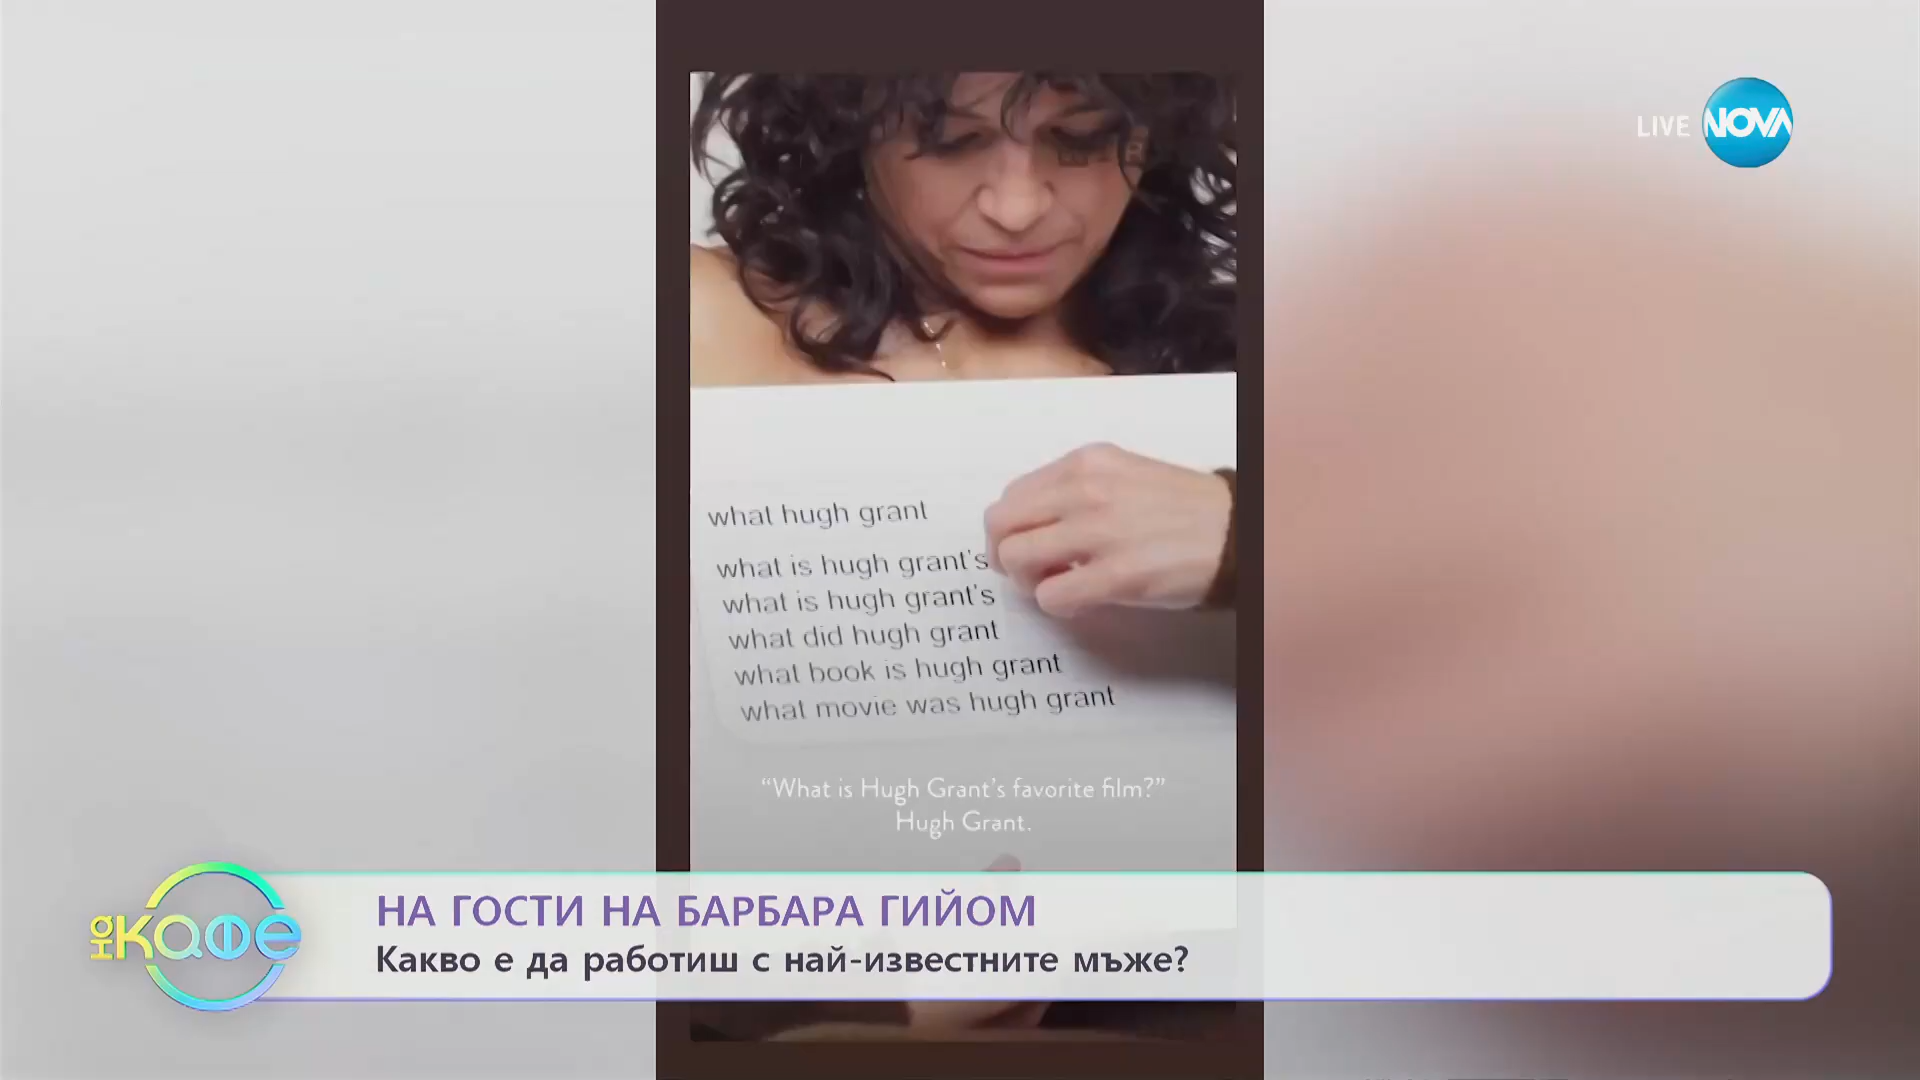 LIVE NOVA
what hugh grant
what is hugh grant's
what is hugh grant's
what did hugh grant
what book is hugh grant
what movie was hugh grant
“What is Hugh Grant's favorite film?”
Hugh Grant.
на кафе
НА ГОСТИ НА БАРБАРА ГИЙОМ
Какво е да работиш с най-известните мъже?